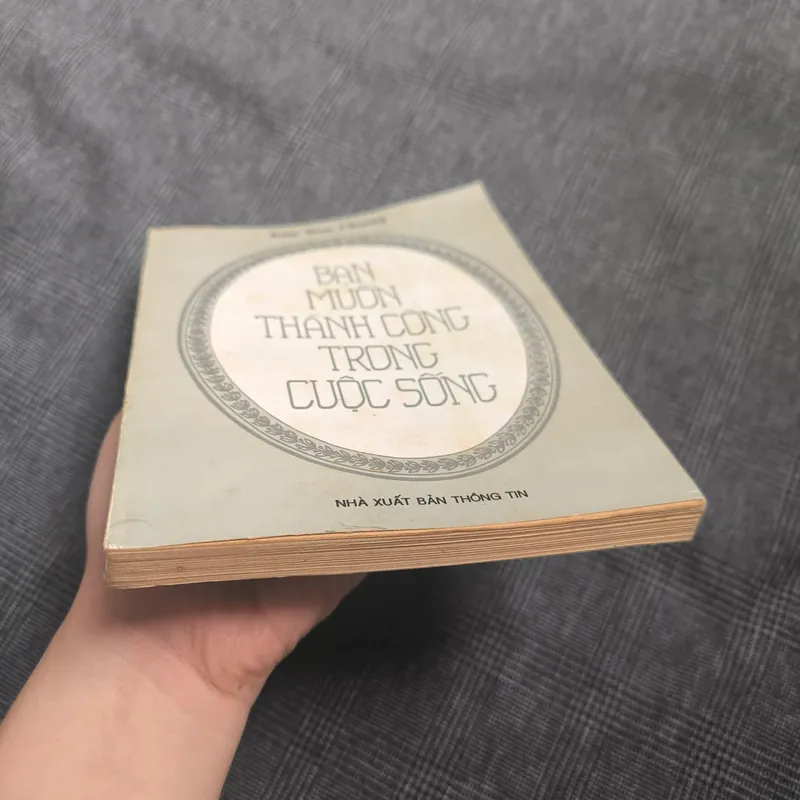 BẠN
MUỐN
THÀNH CÔNG
TRONG
CUỘC SỐNG
NHÀ XUẤT BẢN THÔNG TIN